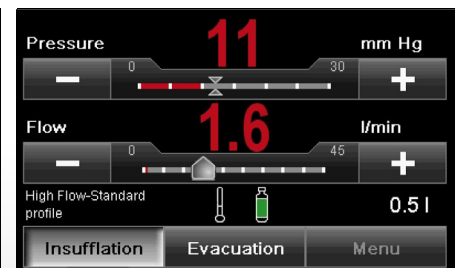 Pressure 11 mm Hg
0 30
− +
Flow 1.6 l/min
0 45
− +
High Flow-Standard
profile 0.5 l
Insufflation Evacuation Menu